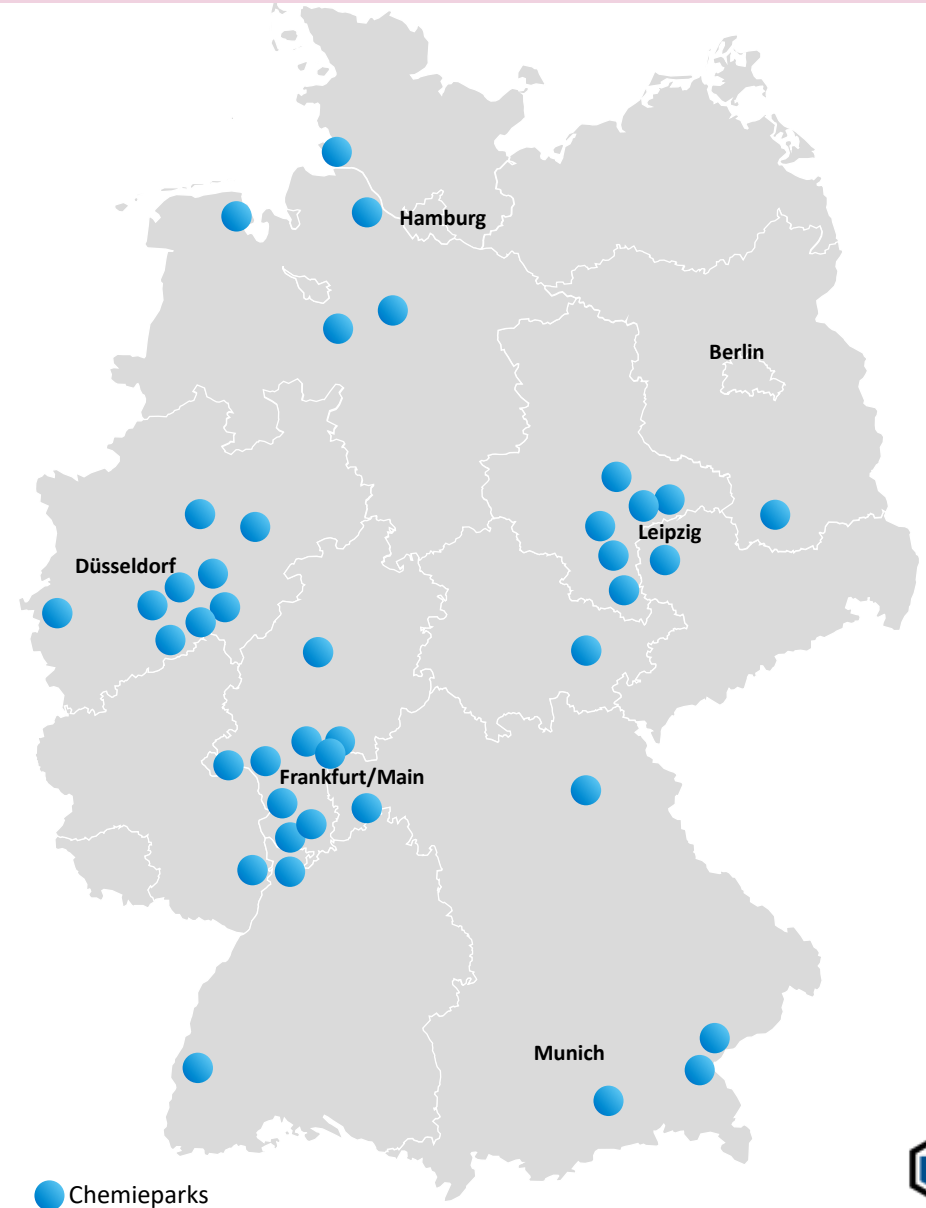 Hamburg
Berlin
Leipzig
Düsseldorf
Frankfurt/Main
Munich
Chemieparks